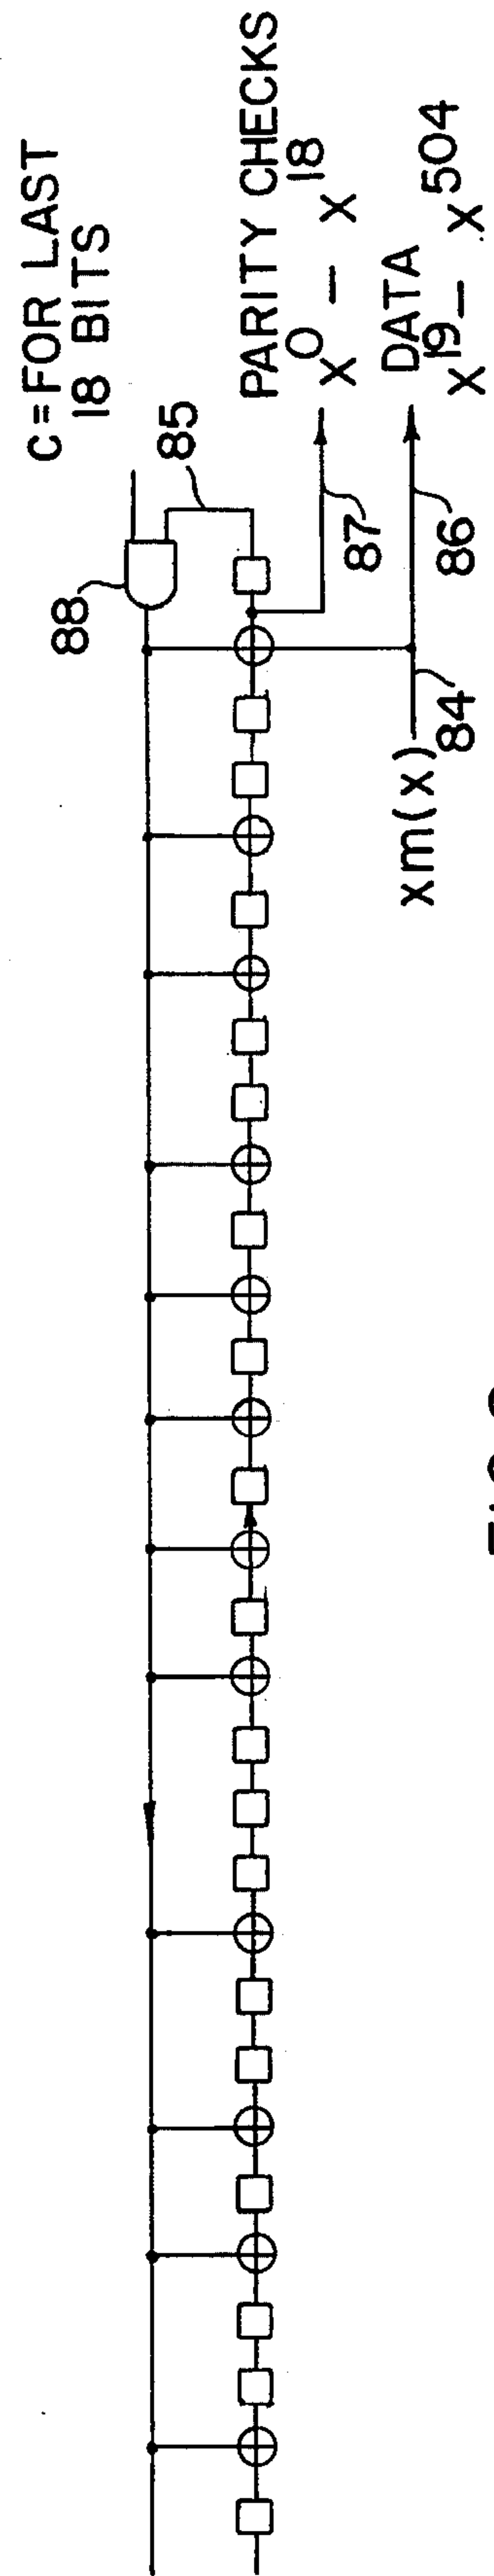 C=FOR LAST
18 BITS
88
85
PARITY CHECKS
X⁰ – X¹⁸
87
DATA
X¹⁹ – X⁵⁰⁴
86
84
xm(x)